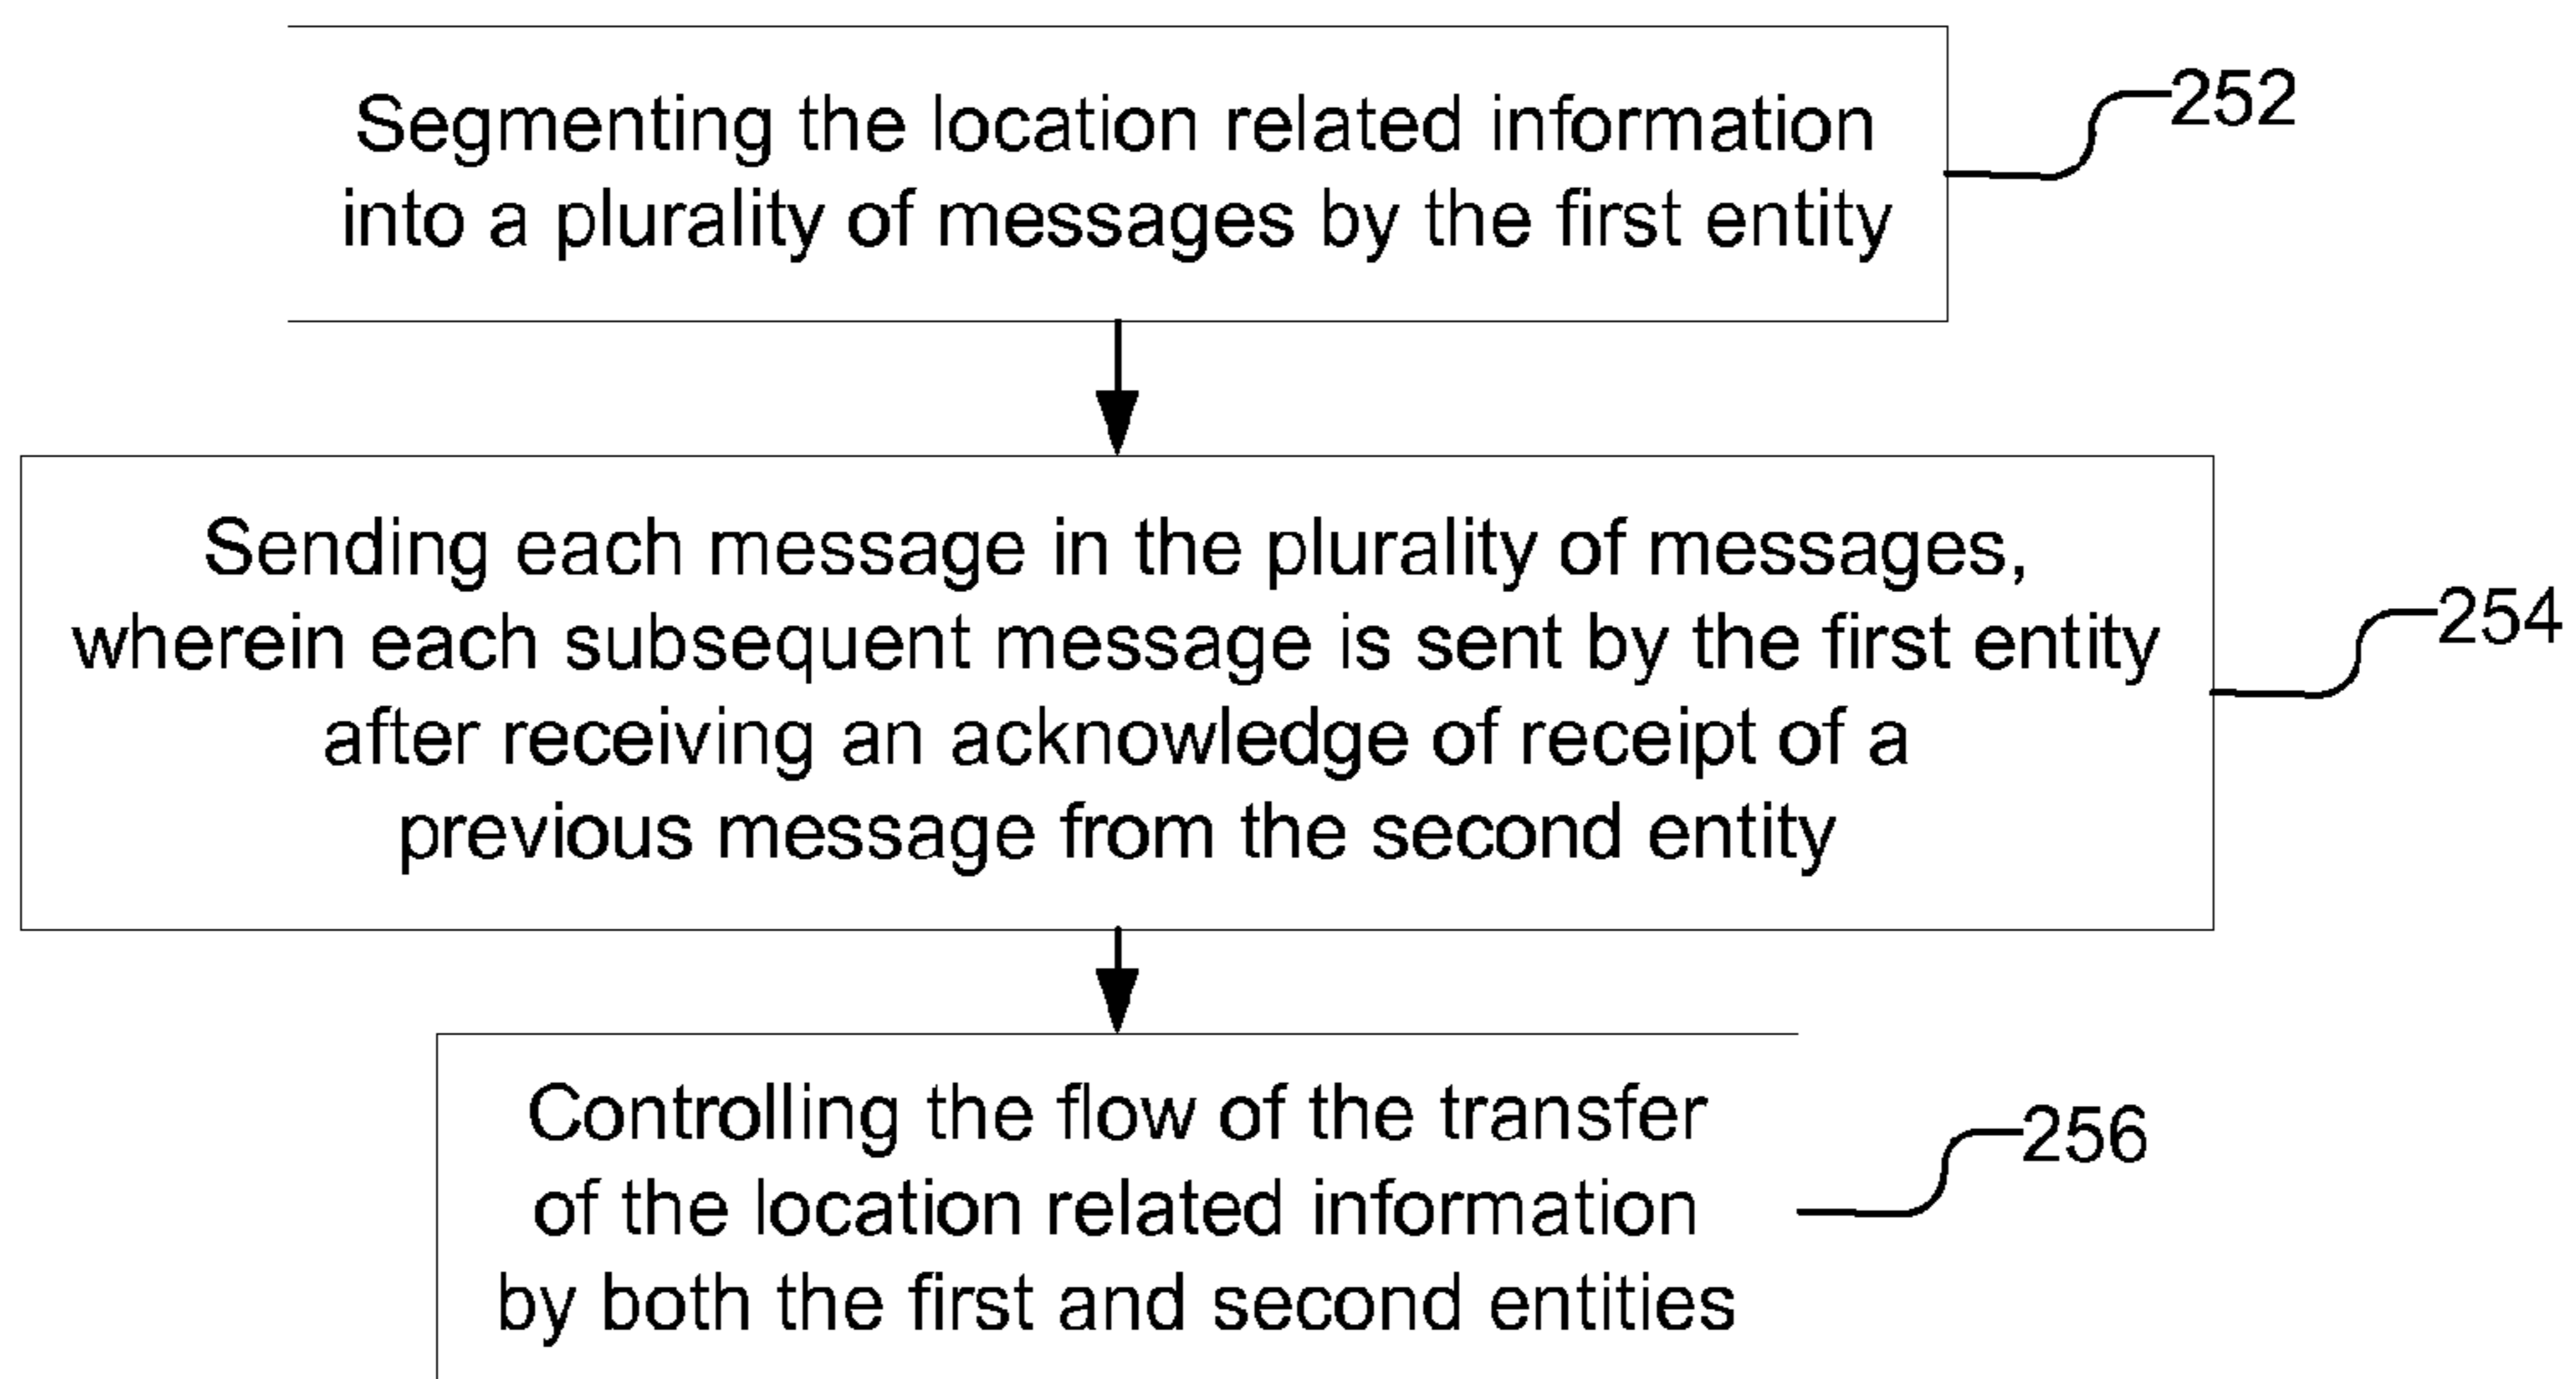 Segmenting the location related information
into a plurality of messages by the first entity
252
Sending each message in the plurality of messages,
wherein each subsequent message is sent by the first entity
after receiving an acknowledge of receipt of a
previous message from the second entity
254
Controlling the flow of the transfer
of the location related information
by both the first and second entities
256